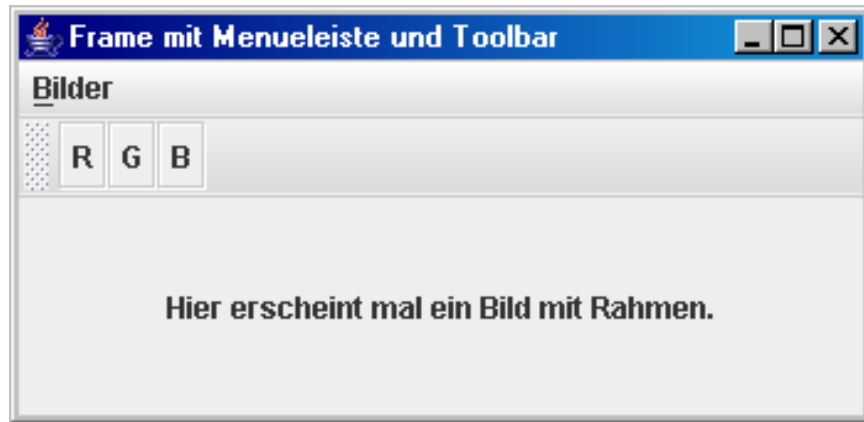 Frame mit Menueleiste und Toolbar
Bilder
R G B
Hier erscheint mal ein Bild mit Rahmen.